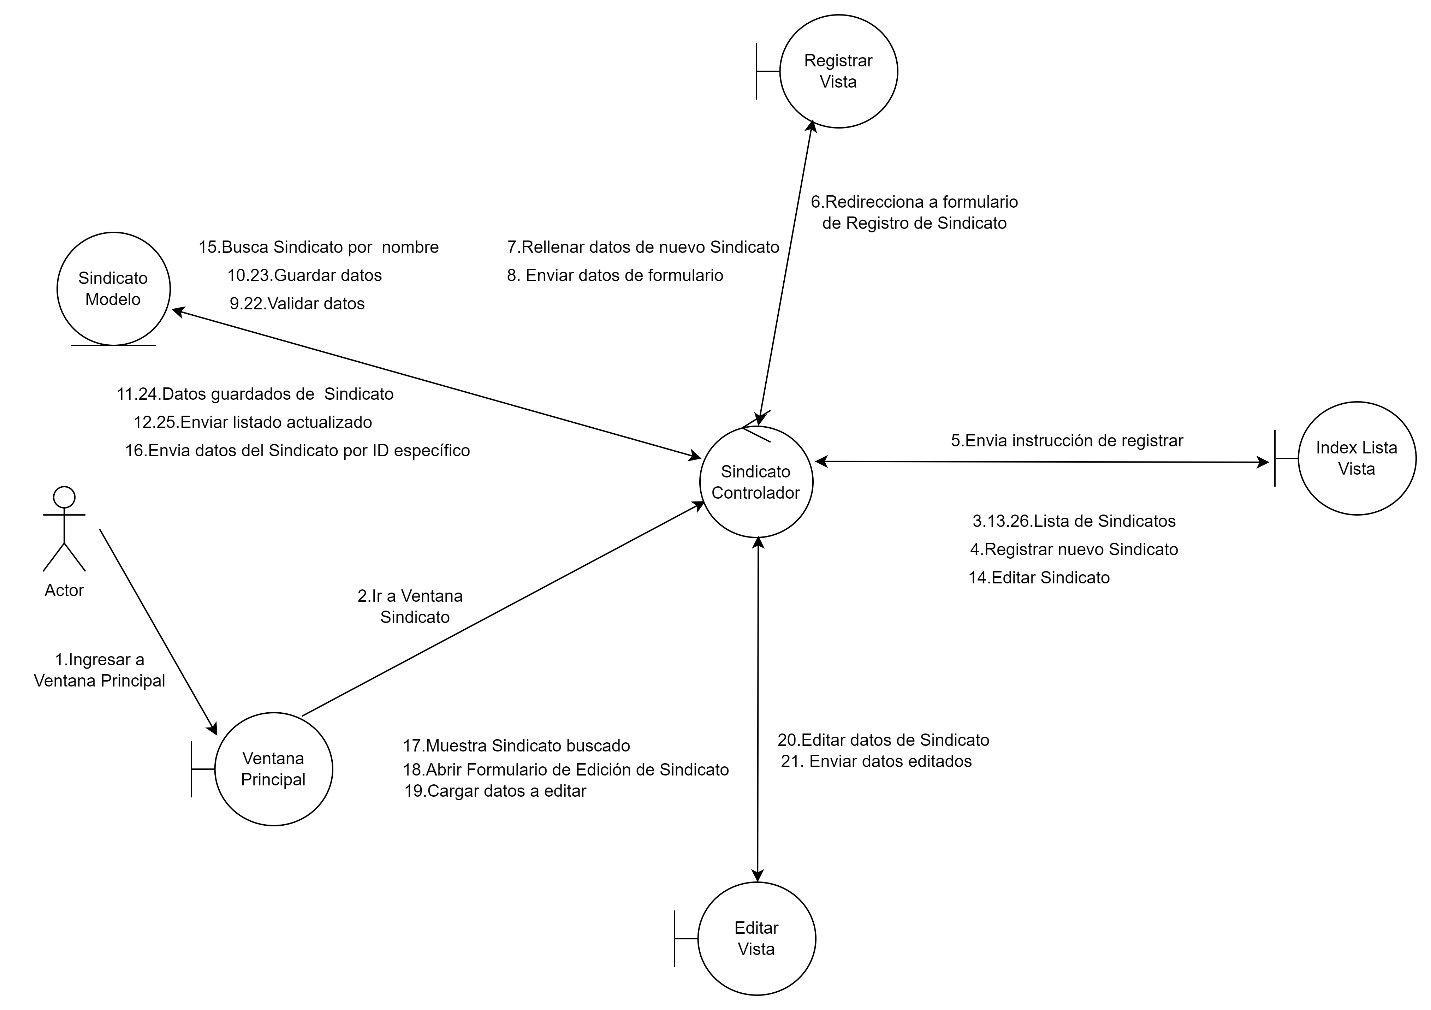 Registrar
Vista
6.Redirecciona a formulario
de Registro de Sindicato
15.Busca Sindicato por  nombre
10.23.Guardar datos
9.22.Validar datos
7.Rellenar datos de nuevo Sindicato
8. Enviar datos de formulario
Sindicato
Modelo
11.24.Datos guardados de  Sindicato
12.25.Enviar listado actualizado
16.Envia datos del Sindicato por ID específico
Sindicato
Controlador
5.Envia instrucción de registrar
Index Lista
Vista
3.13.26.Lista de Sindicatos
4.Registrar nuevo Sindicato
14.Editar Sindicato
Actor
2.Ir a Ventana
Sindicato
1.Ingresar a
Ventana Principal
Ventana
Principal
17.Muestra Sindicato buscado
18.Abrir Formulario de Edición de Sindicato
19.Cargar datos a editar
20.Editar datos de Sindicato
21. Enviar datos editados
Editar
Vista